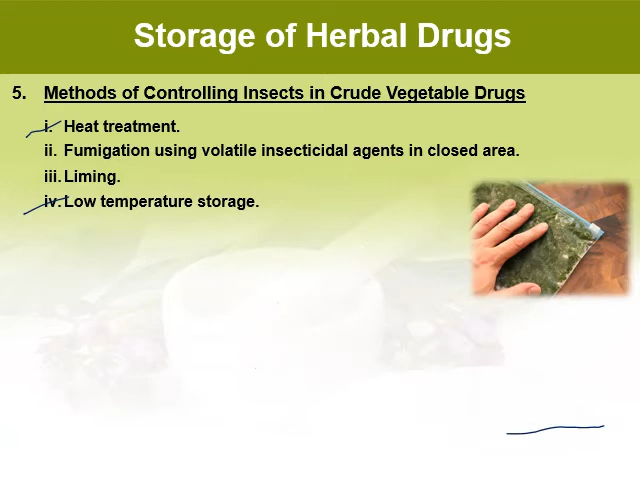 Storage of Herbal Drugs
5. Methods of Controlling Insects in Crude Vegetable Drugs
i. Heat treatment.
ii. Fumigation using volatile insecticidal agents in closed area.
iii. Liming.
iv. Low temperature storage.